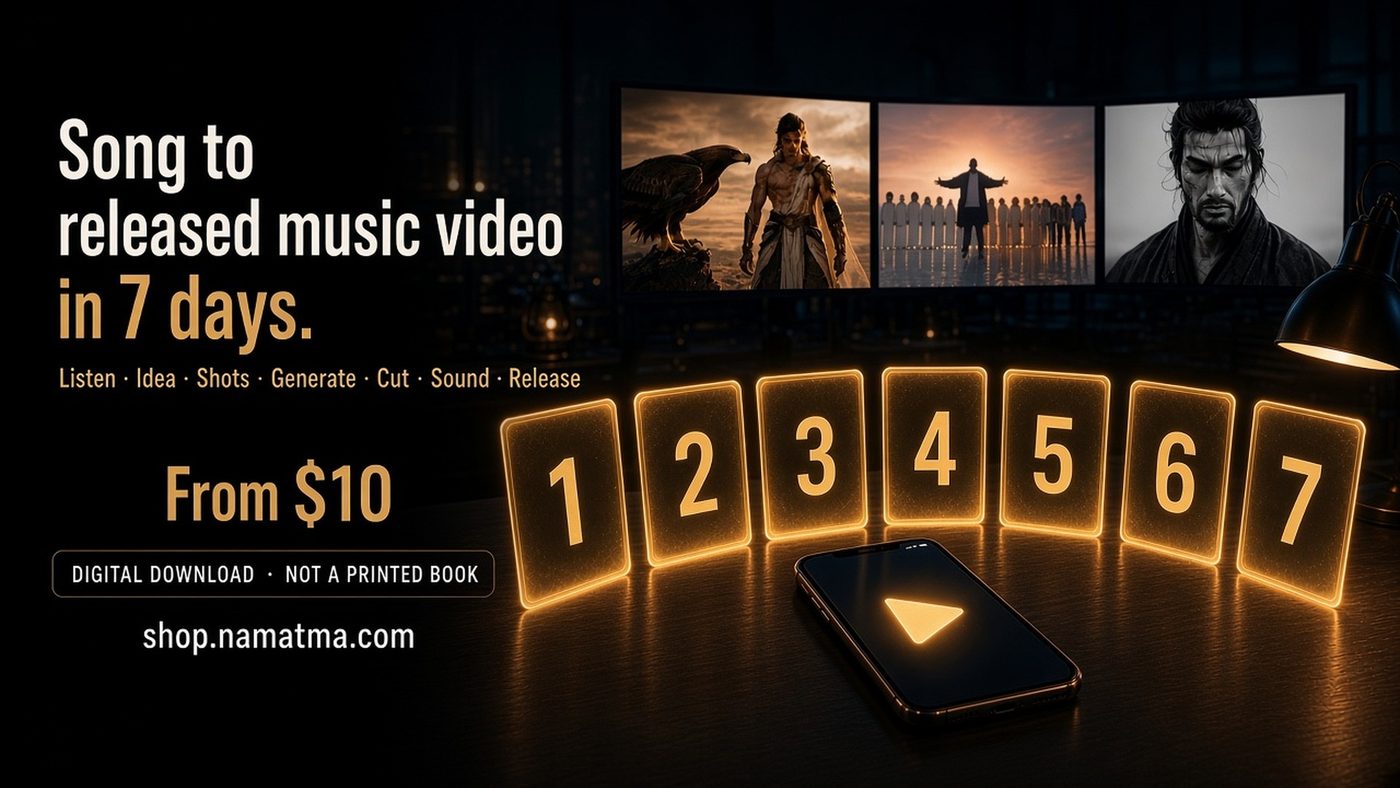 Song to
released music video
in 7 days.
Listen · Idea · Shots · Generate · Cut · Sound · Release
From $10
DIGITAL DOWNLOAD · NOT A PRINTED BOOK
shop.namatma.com
1 2 3 4 5 6 7